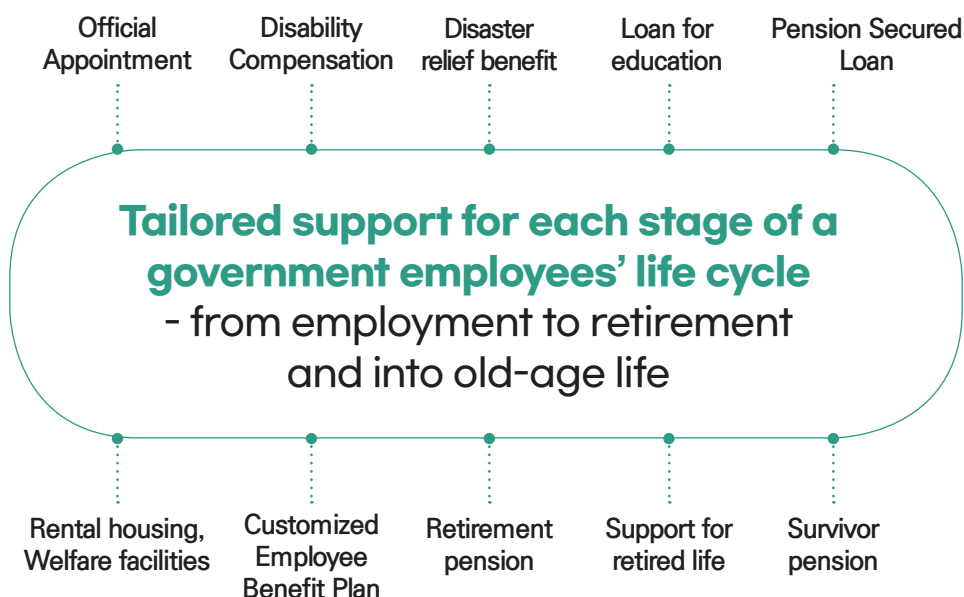 Official
Appointment
Disability
Compensation
Disaster
relief benefit
Loan for
education
Pension Secured
Loan
Tailored support for each stage of a
government employees’ life cycle
- from employment to retirement
and into old-age life
Rental housing,
Welfare facilities
Customized
Employee
Benefit Plan
Retirement
pension
Support for
retired life
Survivor
pension